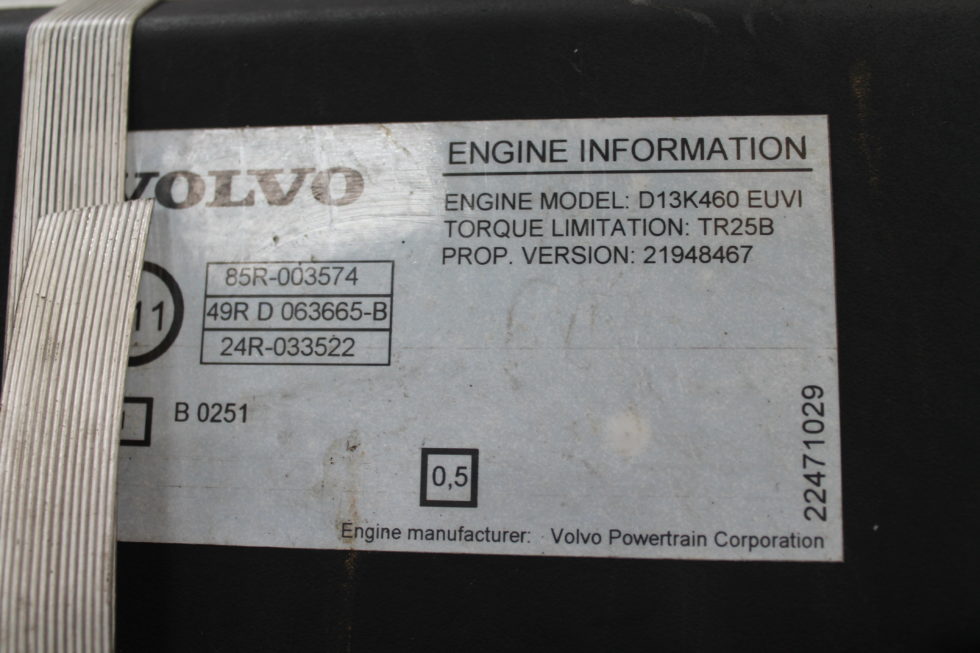 VOLVO
ENGINE INFORMATION
ENGINE MODEL: D13K460 EUVI
TORQUE LIMITATION: TR25B
PROP. VERSION: 21948467
11
85R-003574
49R D 063665-B
24R-033522
B 0251
0,5
22471029
Engine manufacturer: Volvo Powertrain Corporation